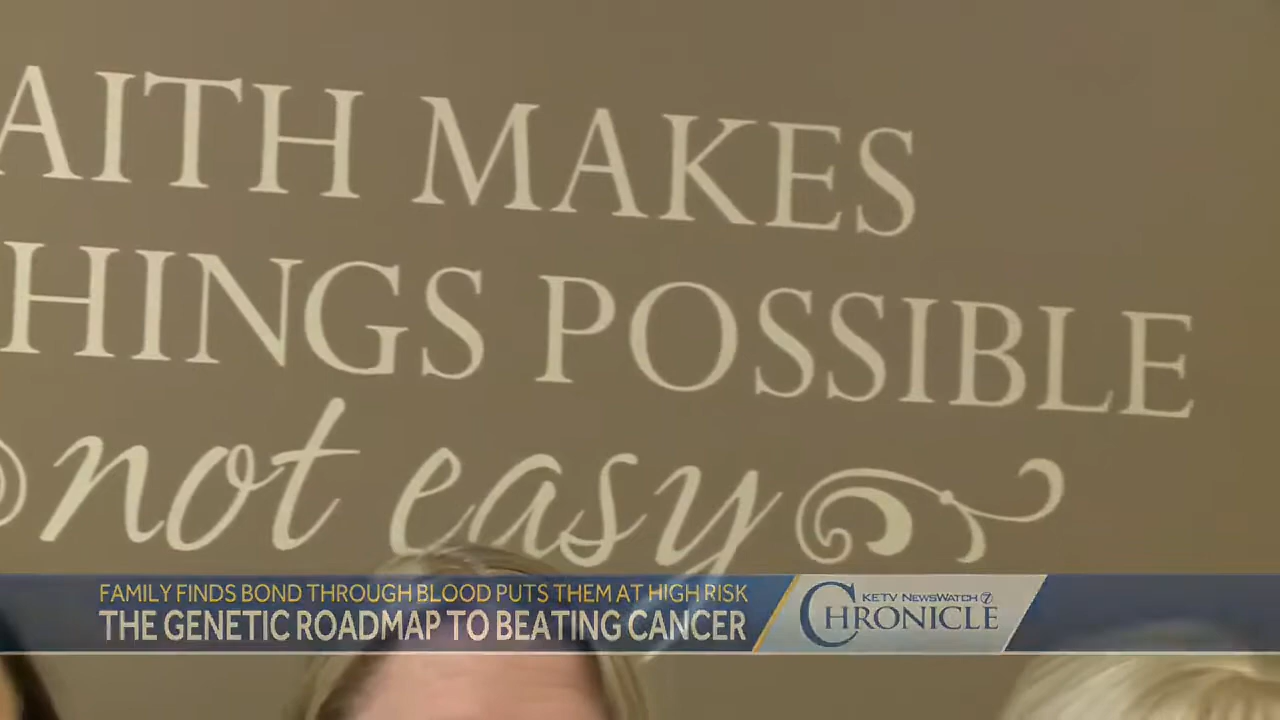 AITH MAKES
HINGS POSSIBLE
not easy
FAMILY FINDS BOND THROUGH BLOOD PUTS THEM AT HIGH RISK
THE GENETIC ROADMAP TO BEATING CANCER
KETV NEWSWATCH 7
CHRONICLE